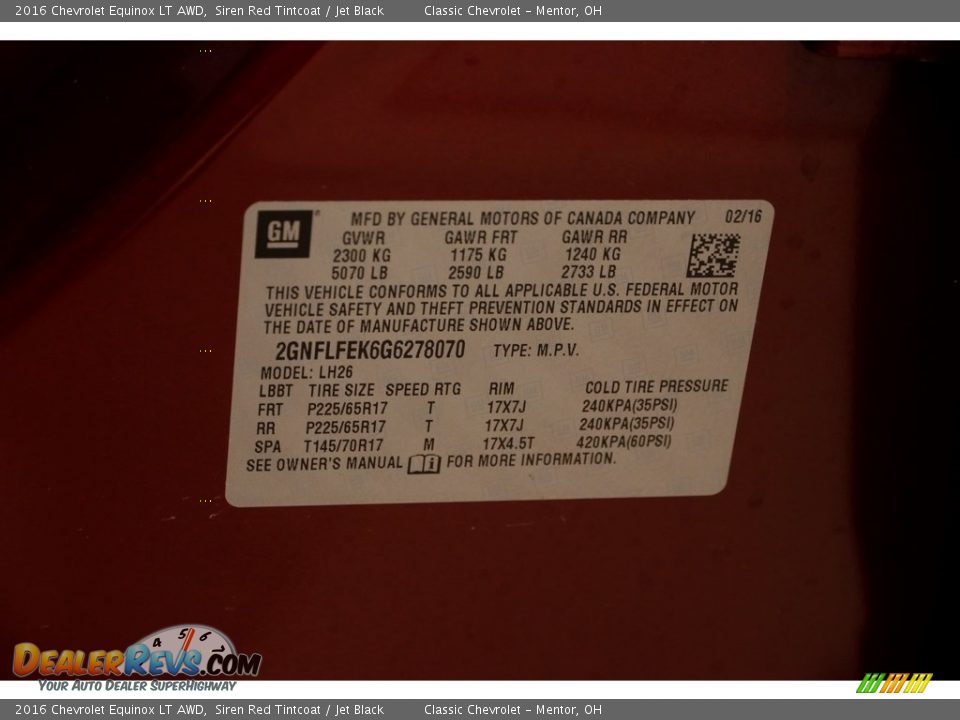 2016 Chevrolet Equinox LT AWD, Siren Red Tintcoat / Jet Black Classic Chevrolet - Mentor, OH
GM MFD BY GENERAL MOTORS OF CANADA COMPANY 02/16
GVWR GAWR FRT GAWR RR
2300 KG 1175 KG 1240 KG
5070 LB 2590 LB 2733 LB
THIS VEHICLE CONFORMS TO ALL APPLICABLE U.S. FEDERAL MOTOR
VEHICLE SAFETY AND THEFT PREVENTION STANDARDS IN EFFECT ON
THE DATE OF MANUFACTURE SHOWN ABOVE.
2GNFLFEK6G6278070 TYPE: M.P.V.
MODEL: LH26
LBBT TIRE SIZE SPEED RTG RIM COLD TIRE PRESSURE
FRT P225/65R17 T 17X7J 240KPA(35PSI)
RR P225/65R17 T 17X7J 240KPA(35PSI)
SPA T145/70R17 M 17X4.5T 420KPA(60PSI)
SEE OWNER'S MANUAL i FOR MORE INFORMATION.
4 5 6
DEALERREVS.COM
YOUR AUTO DEALER SUPERHIGHWAY
2016 Chevrolet Equinox LT AWD, Siren Red Tintcoat / Jet Black Classic Chevrolet - Mentor, OH